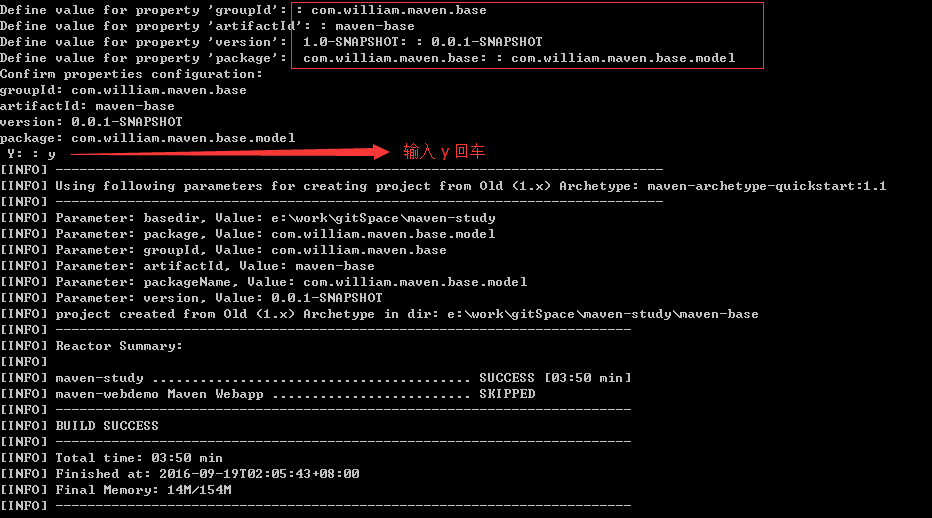 Define value for property 'groupId': : com.william.maven.base
Define value for property 'artifactId': : maven-base
Define value for property 'version':  1.0-SNAPSHOT: : 0.0.1-SNAPSHOT
Define value for property 'package':  com.william.maven.base: : com.william.maven.base.model
Confirm properties configuration:
groupId: com.william.maven.base
artifactId: maven-base
version: 0.0.1-SNAPSHOT
package: com.william.maven.base.model
Y: : y 输入 y 回车
[INFO] ----------------------------------------------------------------------------
[INFO] Using following parameters for creating project from Old (1.x) Archetype: maven-archetype-quickstart:1.1
[INFO] ----------------------------------------------------------------------------
[INFO] Parameter: basedir, Value: e:\work\gitSpace\maven-study
[INFO] Parameter: package, Value: com.william.maven.base.model
[INFO] Parameter: groupId, Value: com.william.maven.base
[INFO] Parameter: artifactId, Value: maven-base
[INFO] Parameter: packageName, Value: com.william.maven.base.model
[INFO] Parameter: version, Value: 0.0.1-SNAPSHOT
[INFO] project created from Old (1.x) Archetype in dir: e:\work\gitSpace\maven-study\maven-base
[INFO] ------------------------------------------------------------------------
[INFO] Reactor Summary:
[INFO]
[INFO] maven-study ........................................ SUCCESS [03:50 min]
[INFO] maven-webdemo Maven Webapp ......................... SKIPPED
[INFO] ------------------------------------------------------------------------
[INFO] BUILD SUCCESS
[INFO] ------------------------------------------------------------------------
[INFO] Total time: 03:50 min
[INFO] Finished at: 2016-09-19T02:05:43+08:00
[INFO] Final Memory: 14M/154M
[INFO] ------------------------------------------------------------------------